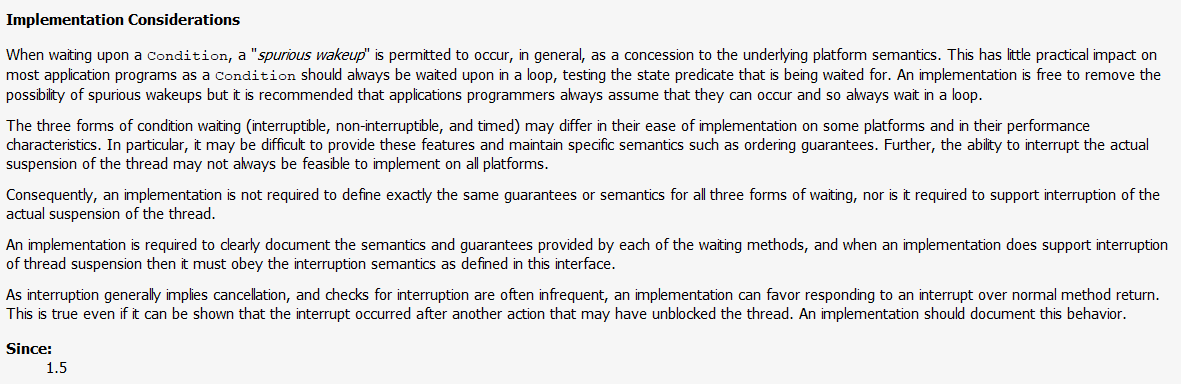 Implementation Considerations
When waiting upon a Condition, a "spurious wakeup" is permitted to occur, in general, as a concession to the underlying platform semantics. This has little practical impact on
most application programs as a Condition should always be waited upon in a loop, testing the state predicate that is being waited for. An implementation is free to remove the
possibility of spurious wakeups but it is recommended that applications programmers always assume that they can occur and so always wait in a loop.
The three forms of condition waiting (interruptible, non-interruptible, and timed) may differ in their ease of implementation on some platforms and in their performance
characteristics. In particular, it may be difficult to provide these features and maintain specific semantics such as ordering guarantees. Further, the ability to interrupt the actual
suspension of the thread may not always be feasible to implement on all platforms.
Consequently, an implementation is not required to define exactly the same guarantees or semantics for all three forms of waiting, nor is it required to support interruption of the
actual suspension of the thread.
An implementation is required to clearly document the semantics and guarantees provided by each of the waiting methods, and when an implementation does support interruption
of thread suspension then it must obey the interruption semantics as defined in this interface.
As interruption generally implies cancellation, and checks for interruption are often infrequent, an implementation can favor responding to an interrupt over normal method return.
This is true even if it can be shown that the interrupt occurred after another action that may have unblocked the thread. An implementation should document this behavior.
Since:
1.5